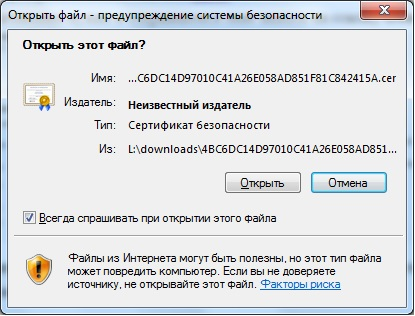 Открыть файл - предупреждение системы безопасности
Открыть этот файл?
Имя: ...C6DC14D97010C41A26E058AD851F81C842415A.cer
Издатель: Неизвестный издатель
Тип: Сертификат безопасности
Из: L:\downloads\4BC6DC14D97010C41A26E058AD851...
Открыть Отмена
Всегда спрашивать при открытии этого файла
Файлы из Интернета могут быть полезны, но этот тип файла
может повредить компьютер. Если вы не доверяете
источнику, не открывайте этот файл. Факторы риска